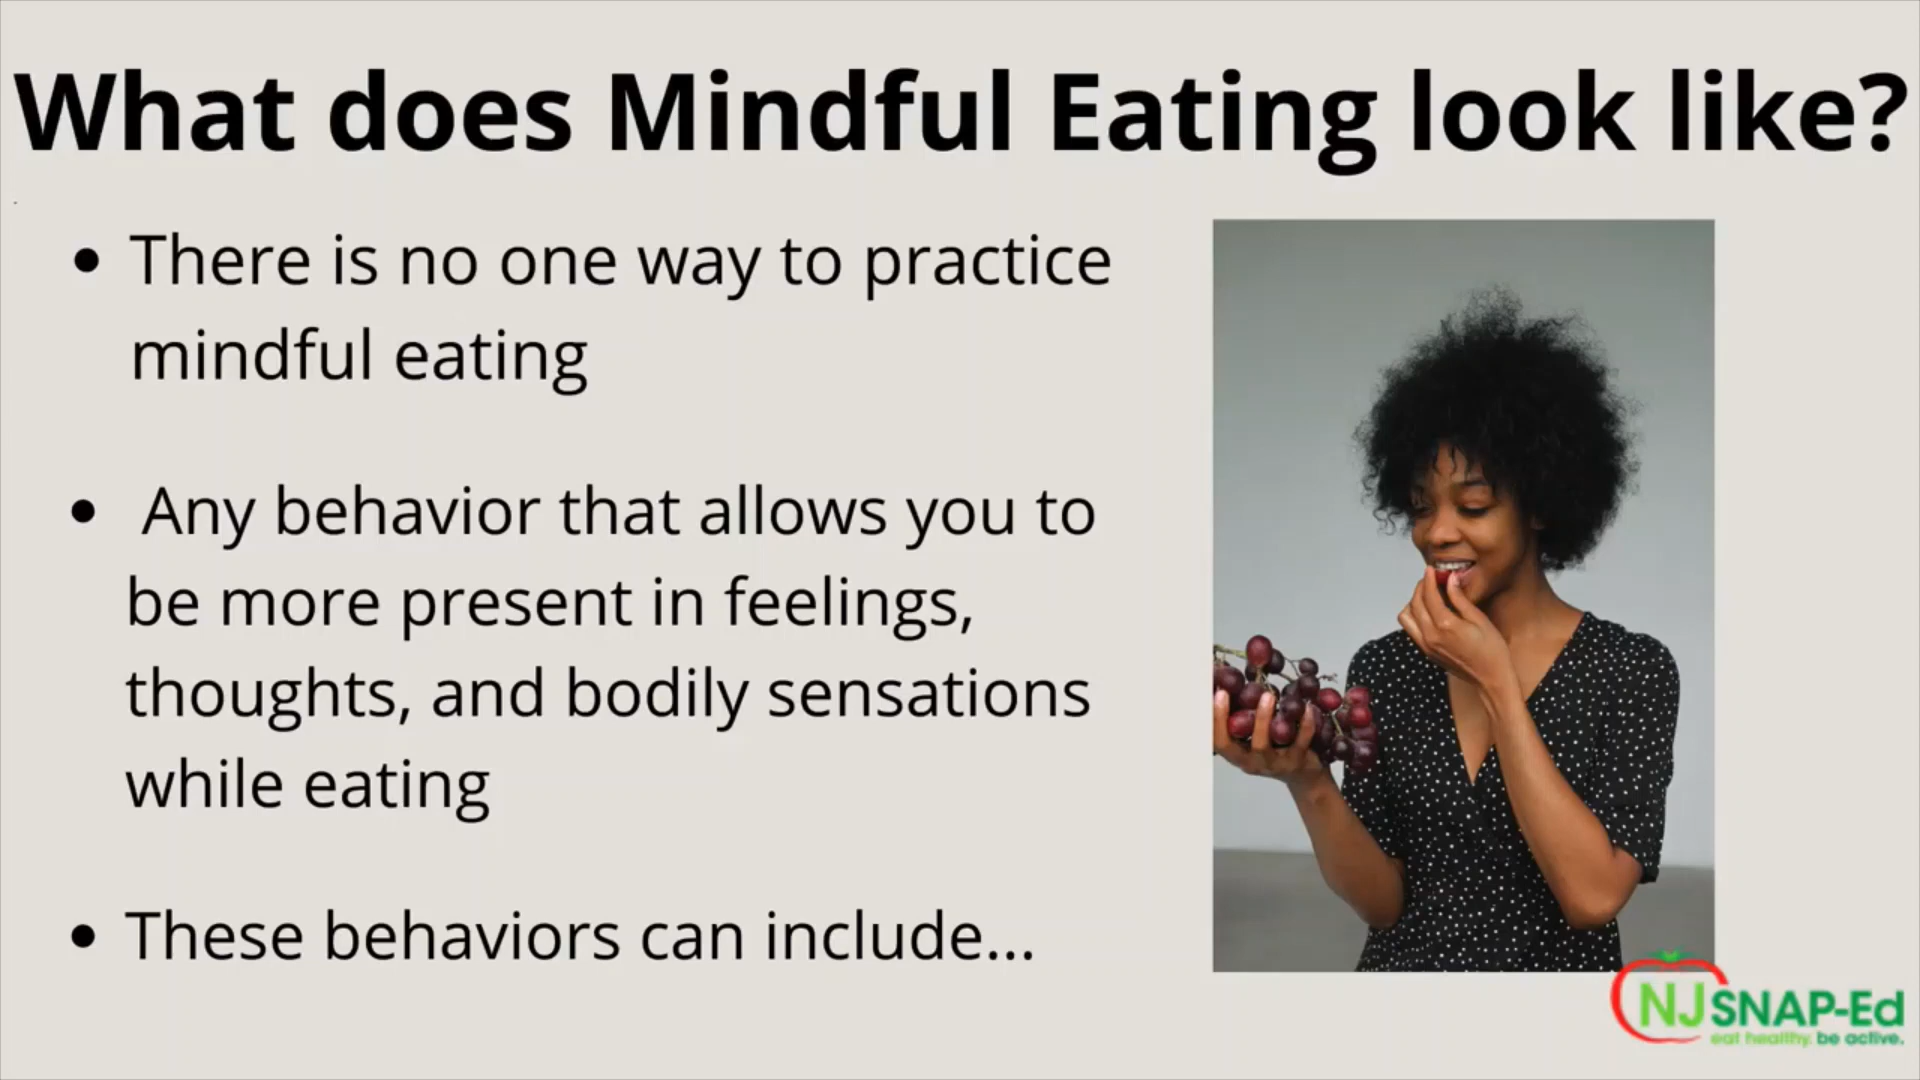 What does Mindful Eating look like?
• There is no one way to practice
mindful eating
• Any behavior that allows you to
be more present in feelings,
thoughts, and bodily sensations
while eating
• These behaviors can include...
NJ SNAP-Ed
eat healthy. be active.